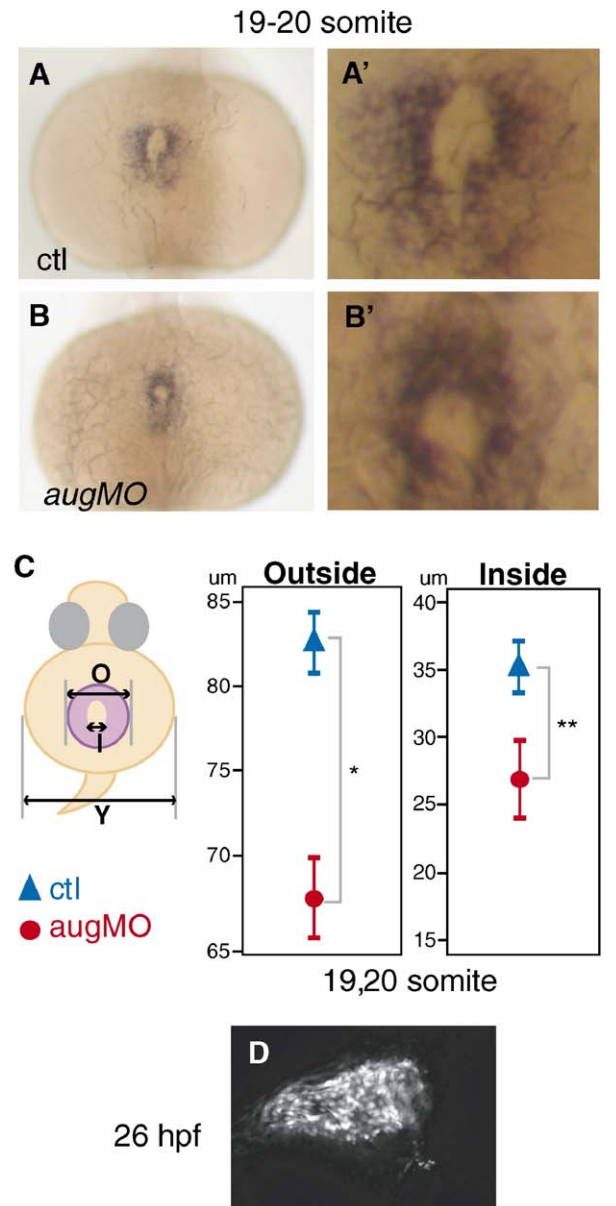 19-20 somite
A
A'
ctl
B
B'
augMO
C
um
Outside
um
Inside
85
80
75
70
65
40
35
30
25
20
15
*
**
O
I
Y
ctl
augMO
19,20 somite
D
26 hpf